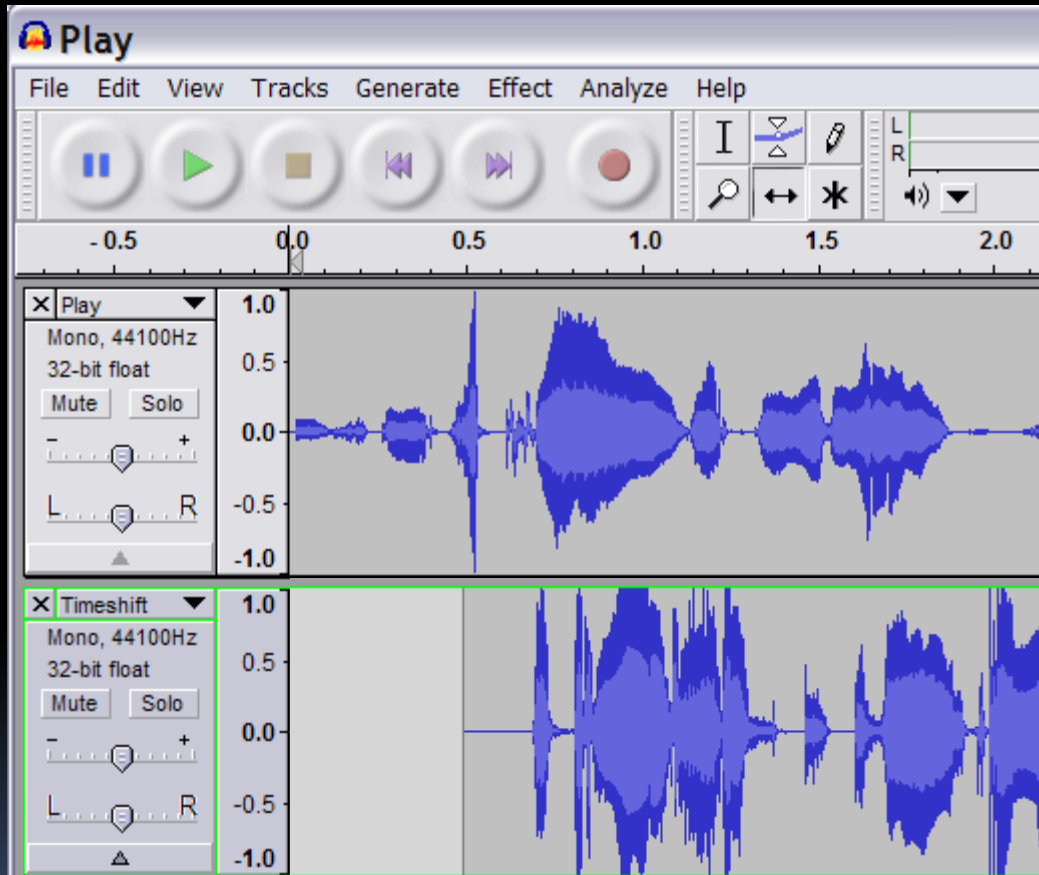 Play
File Edit View Tracks Generate Effect Analyze Help
L
R
- 0.5 0.0 0.5 1.0 1.5 2.0
X Play
Mono, 44100Hz
32-bit float
Mute Solo
- +
L R
1.0
0.5
0.0
-0.5
-1.0
X Timeshift
Mono, 44100Hz
32-bit float
Mute Solo
- +
L R
1.0
0.5
0.0
-0.5
-1.0